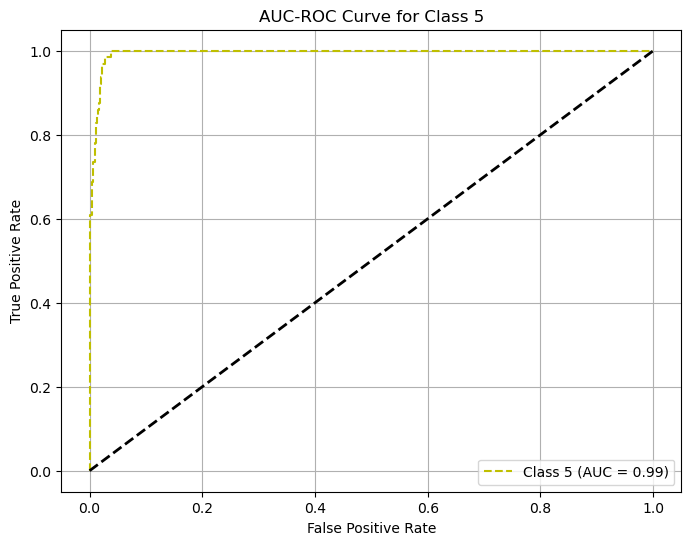 AUC-ROC Curve for Class 5
True Positive Rate
1.0
0.8
0.6
0.4
0.2
0.0
Class 5 (AUC = 0.99)
0.0 0.2 0.4 0.6 0.8 1.0
False Positive Rate